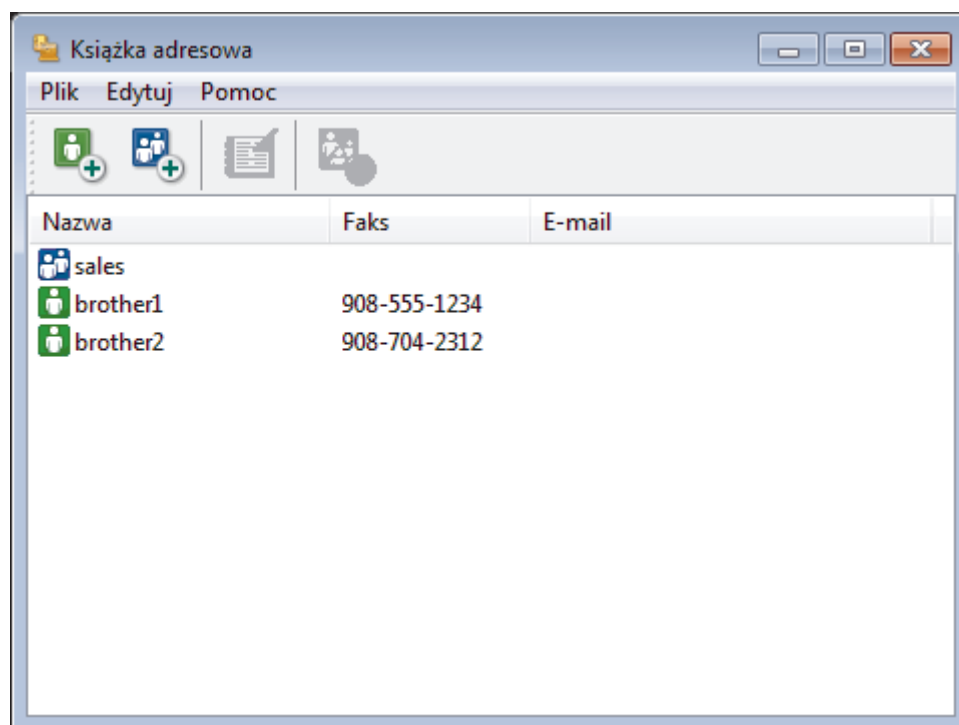 Książka adresowa
Plik Edytuj Pomoc
Nazwa Faks E-mail
sales
brother1 908-555-1234
brother2 908-704-2312